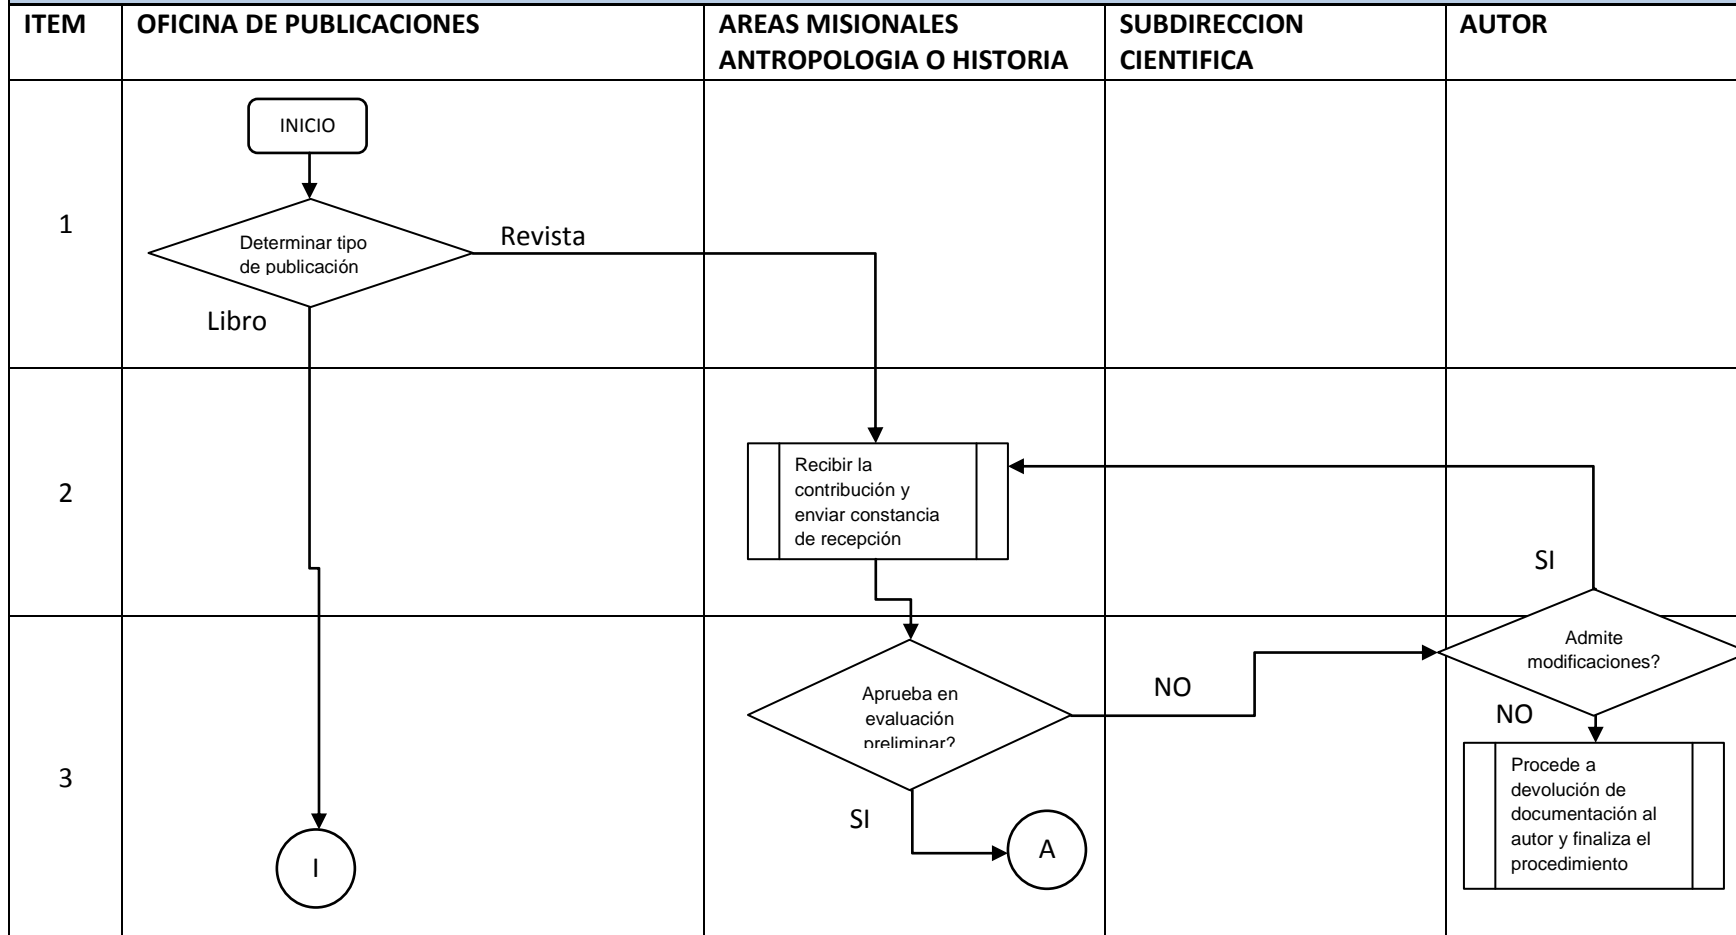 ITEM
OFICINA DE PUBLICACIONES
AREAS MISIONALES
ANTROPOLOGIA O HISTORIA
SUBDIRECCION
CIENTIFICA
AUTOR
1
INICIO
Determinar tipo
de publicación
Revista
Libro
2
Recibir la
contribución y
enviar constancia
de recepción
SI
3
Aprueba en
evaluación
preliminar?
NO
Admite
modificaciones?
NO
Procede a
devolución de
documentación al
autor y finaliza el
procedimiento
SI
A
I